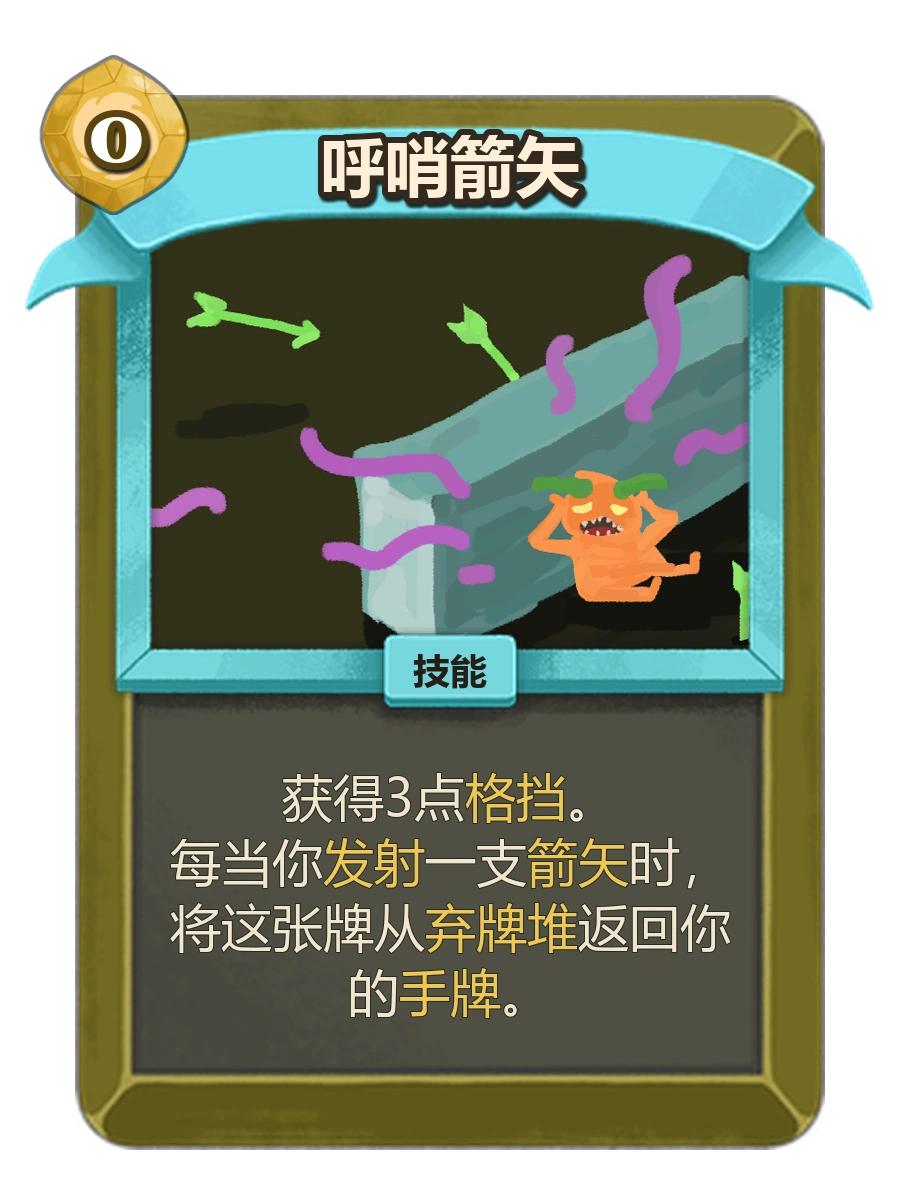 0
呼哨箭矢
技能
获得3点格挡。
每当你发射一支箭矢时，
将这张牌从弃牌堆返回你
的手牌。